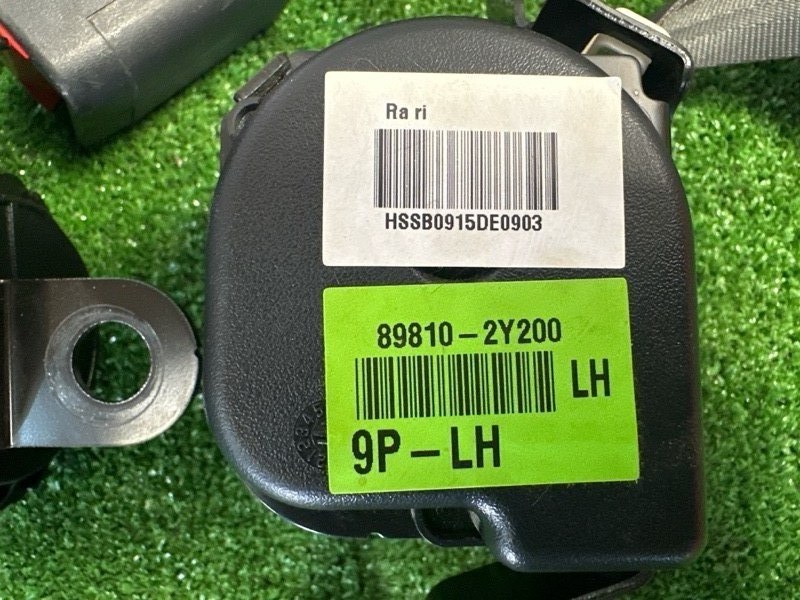 Ra ri
HSSB0915DE0903
89810-2Y200
LH
9P-LH